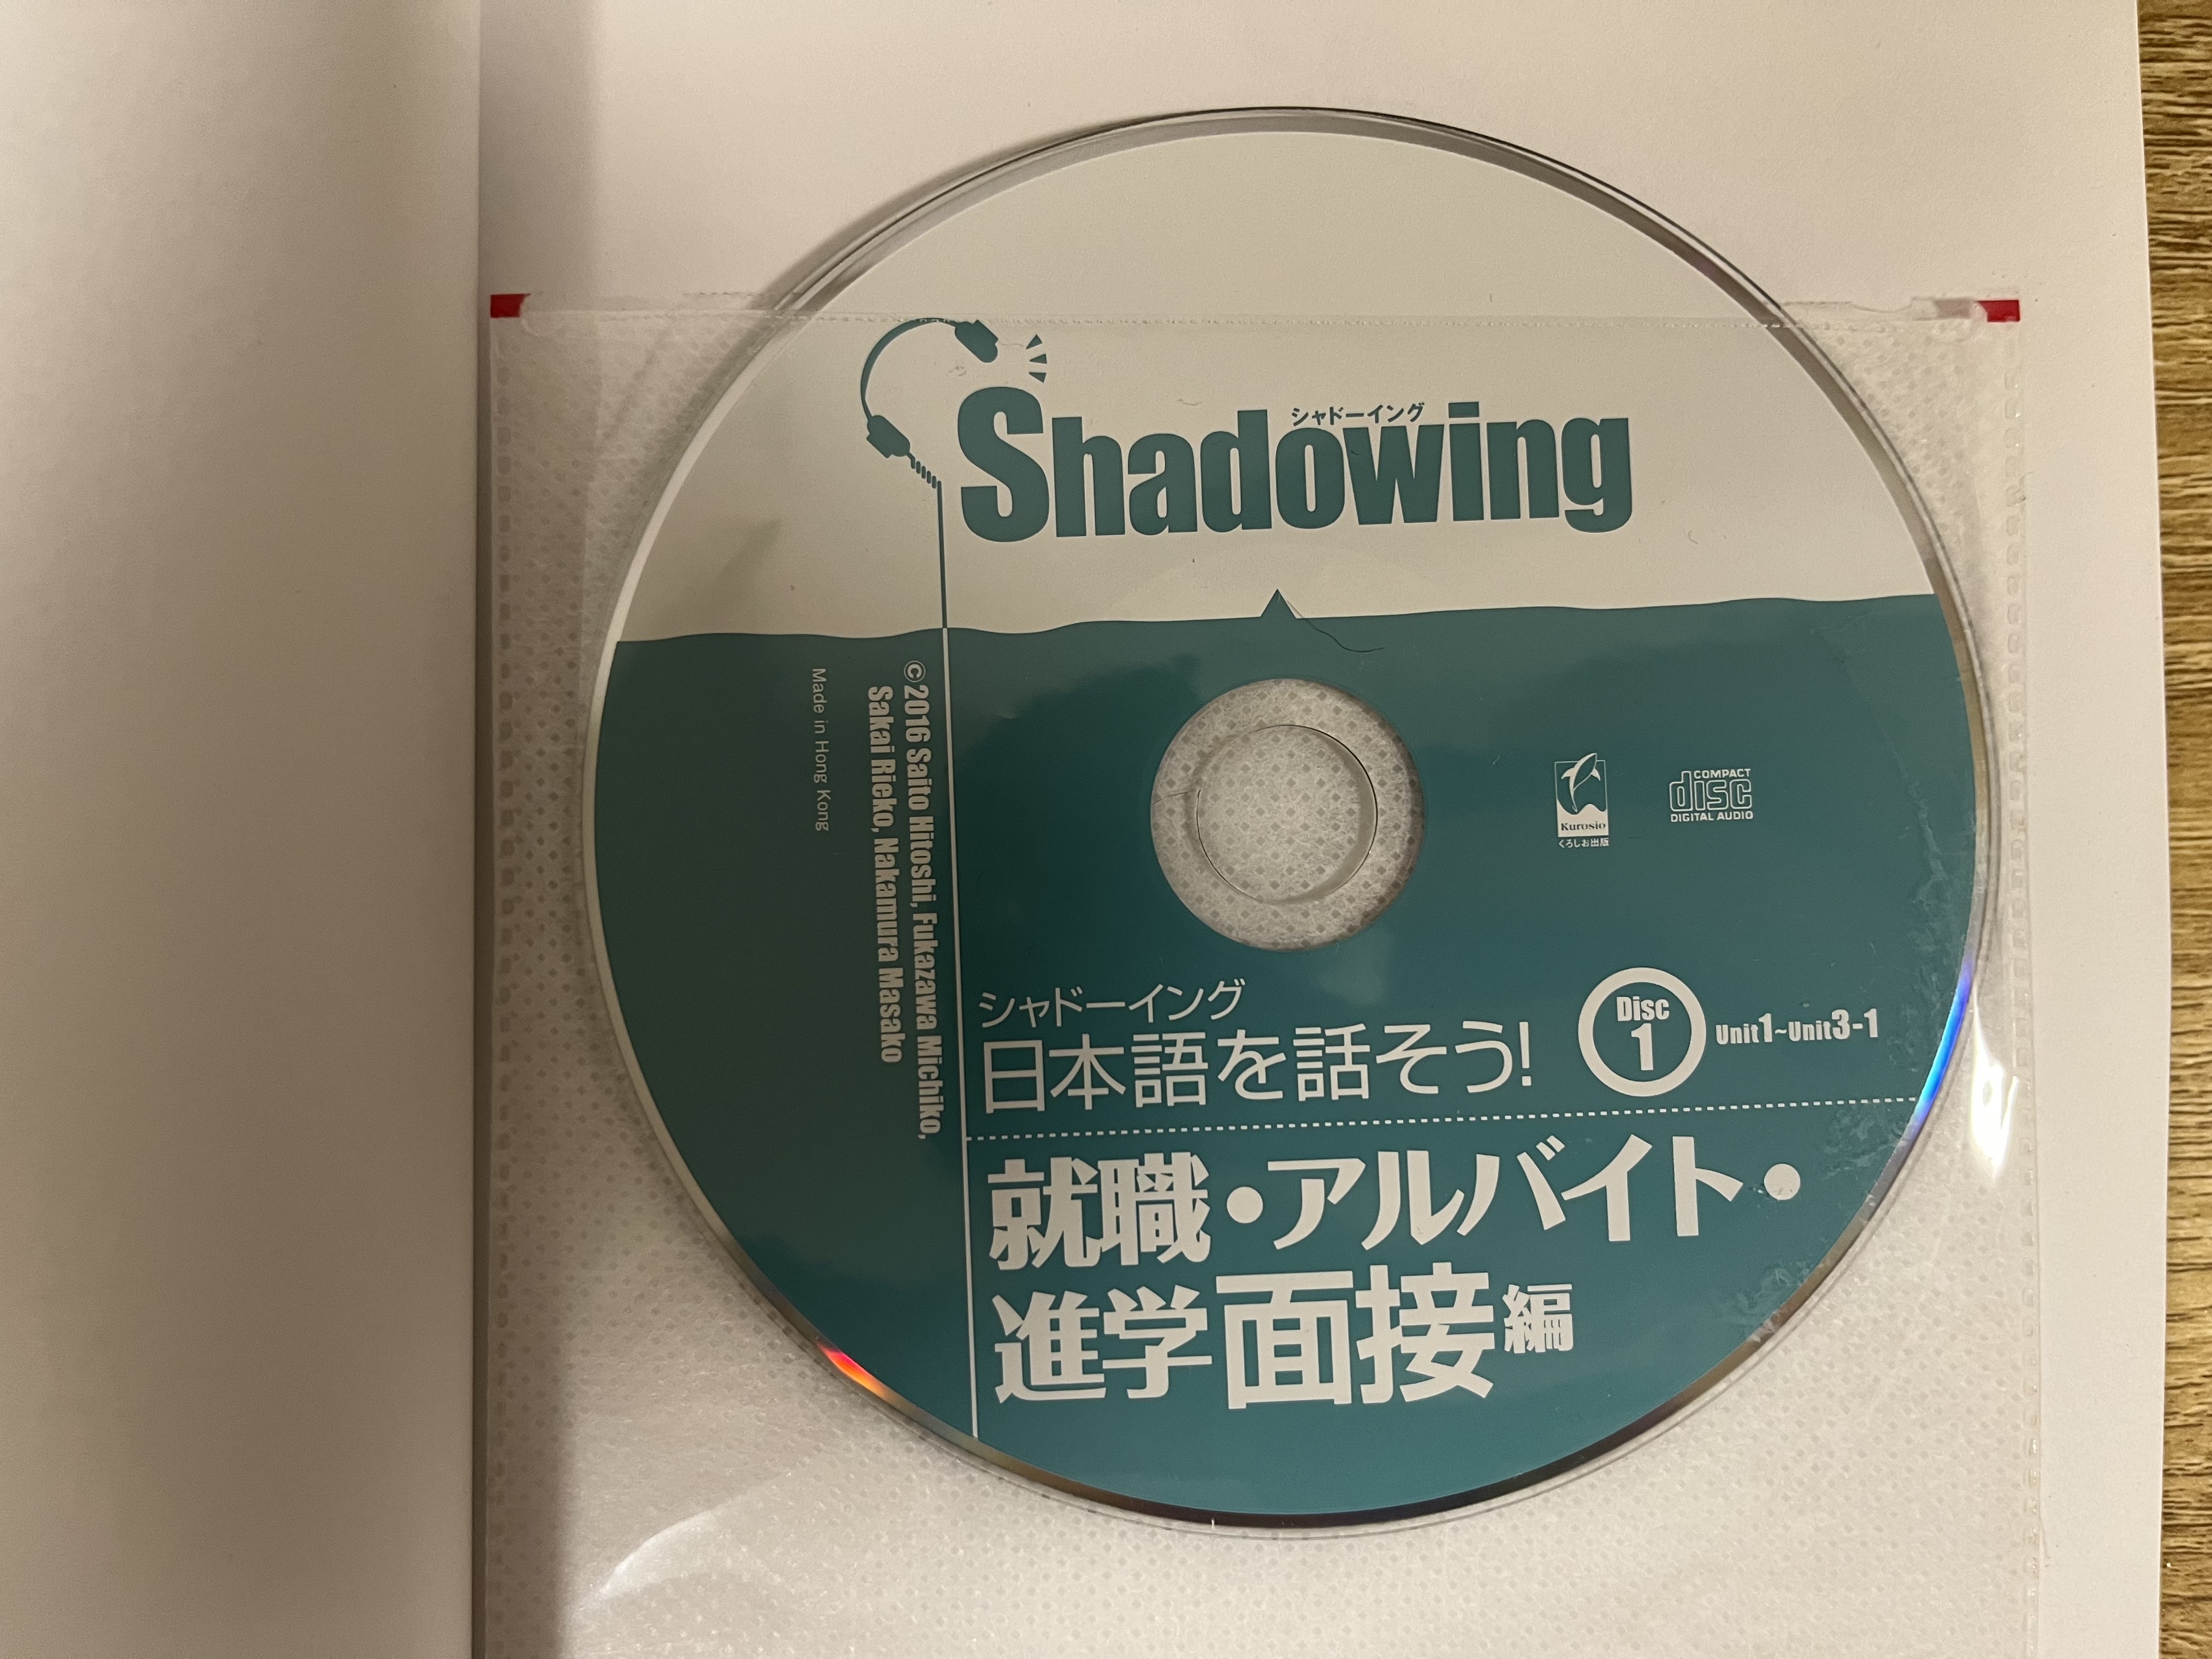 シャドーイング
Shadowing
©2016 Saito Hitoshi, Fukazawa Michiko,
Sakai Rieko, Nakamura Masako
Made in Hong Kong
Kurosio
くろしお出版
COMPACT
disc
DIGITAL AUDIO
シャドーイング
日本語を話そう!
Disc
1
Unit1~Unit3-1
就職・アルバイト・
進学面接編